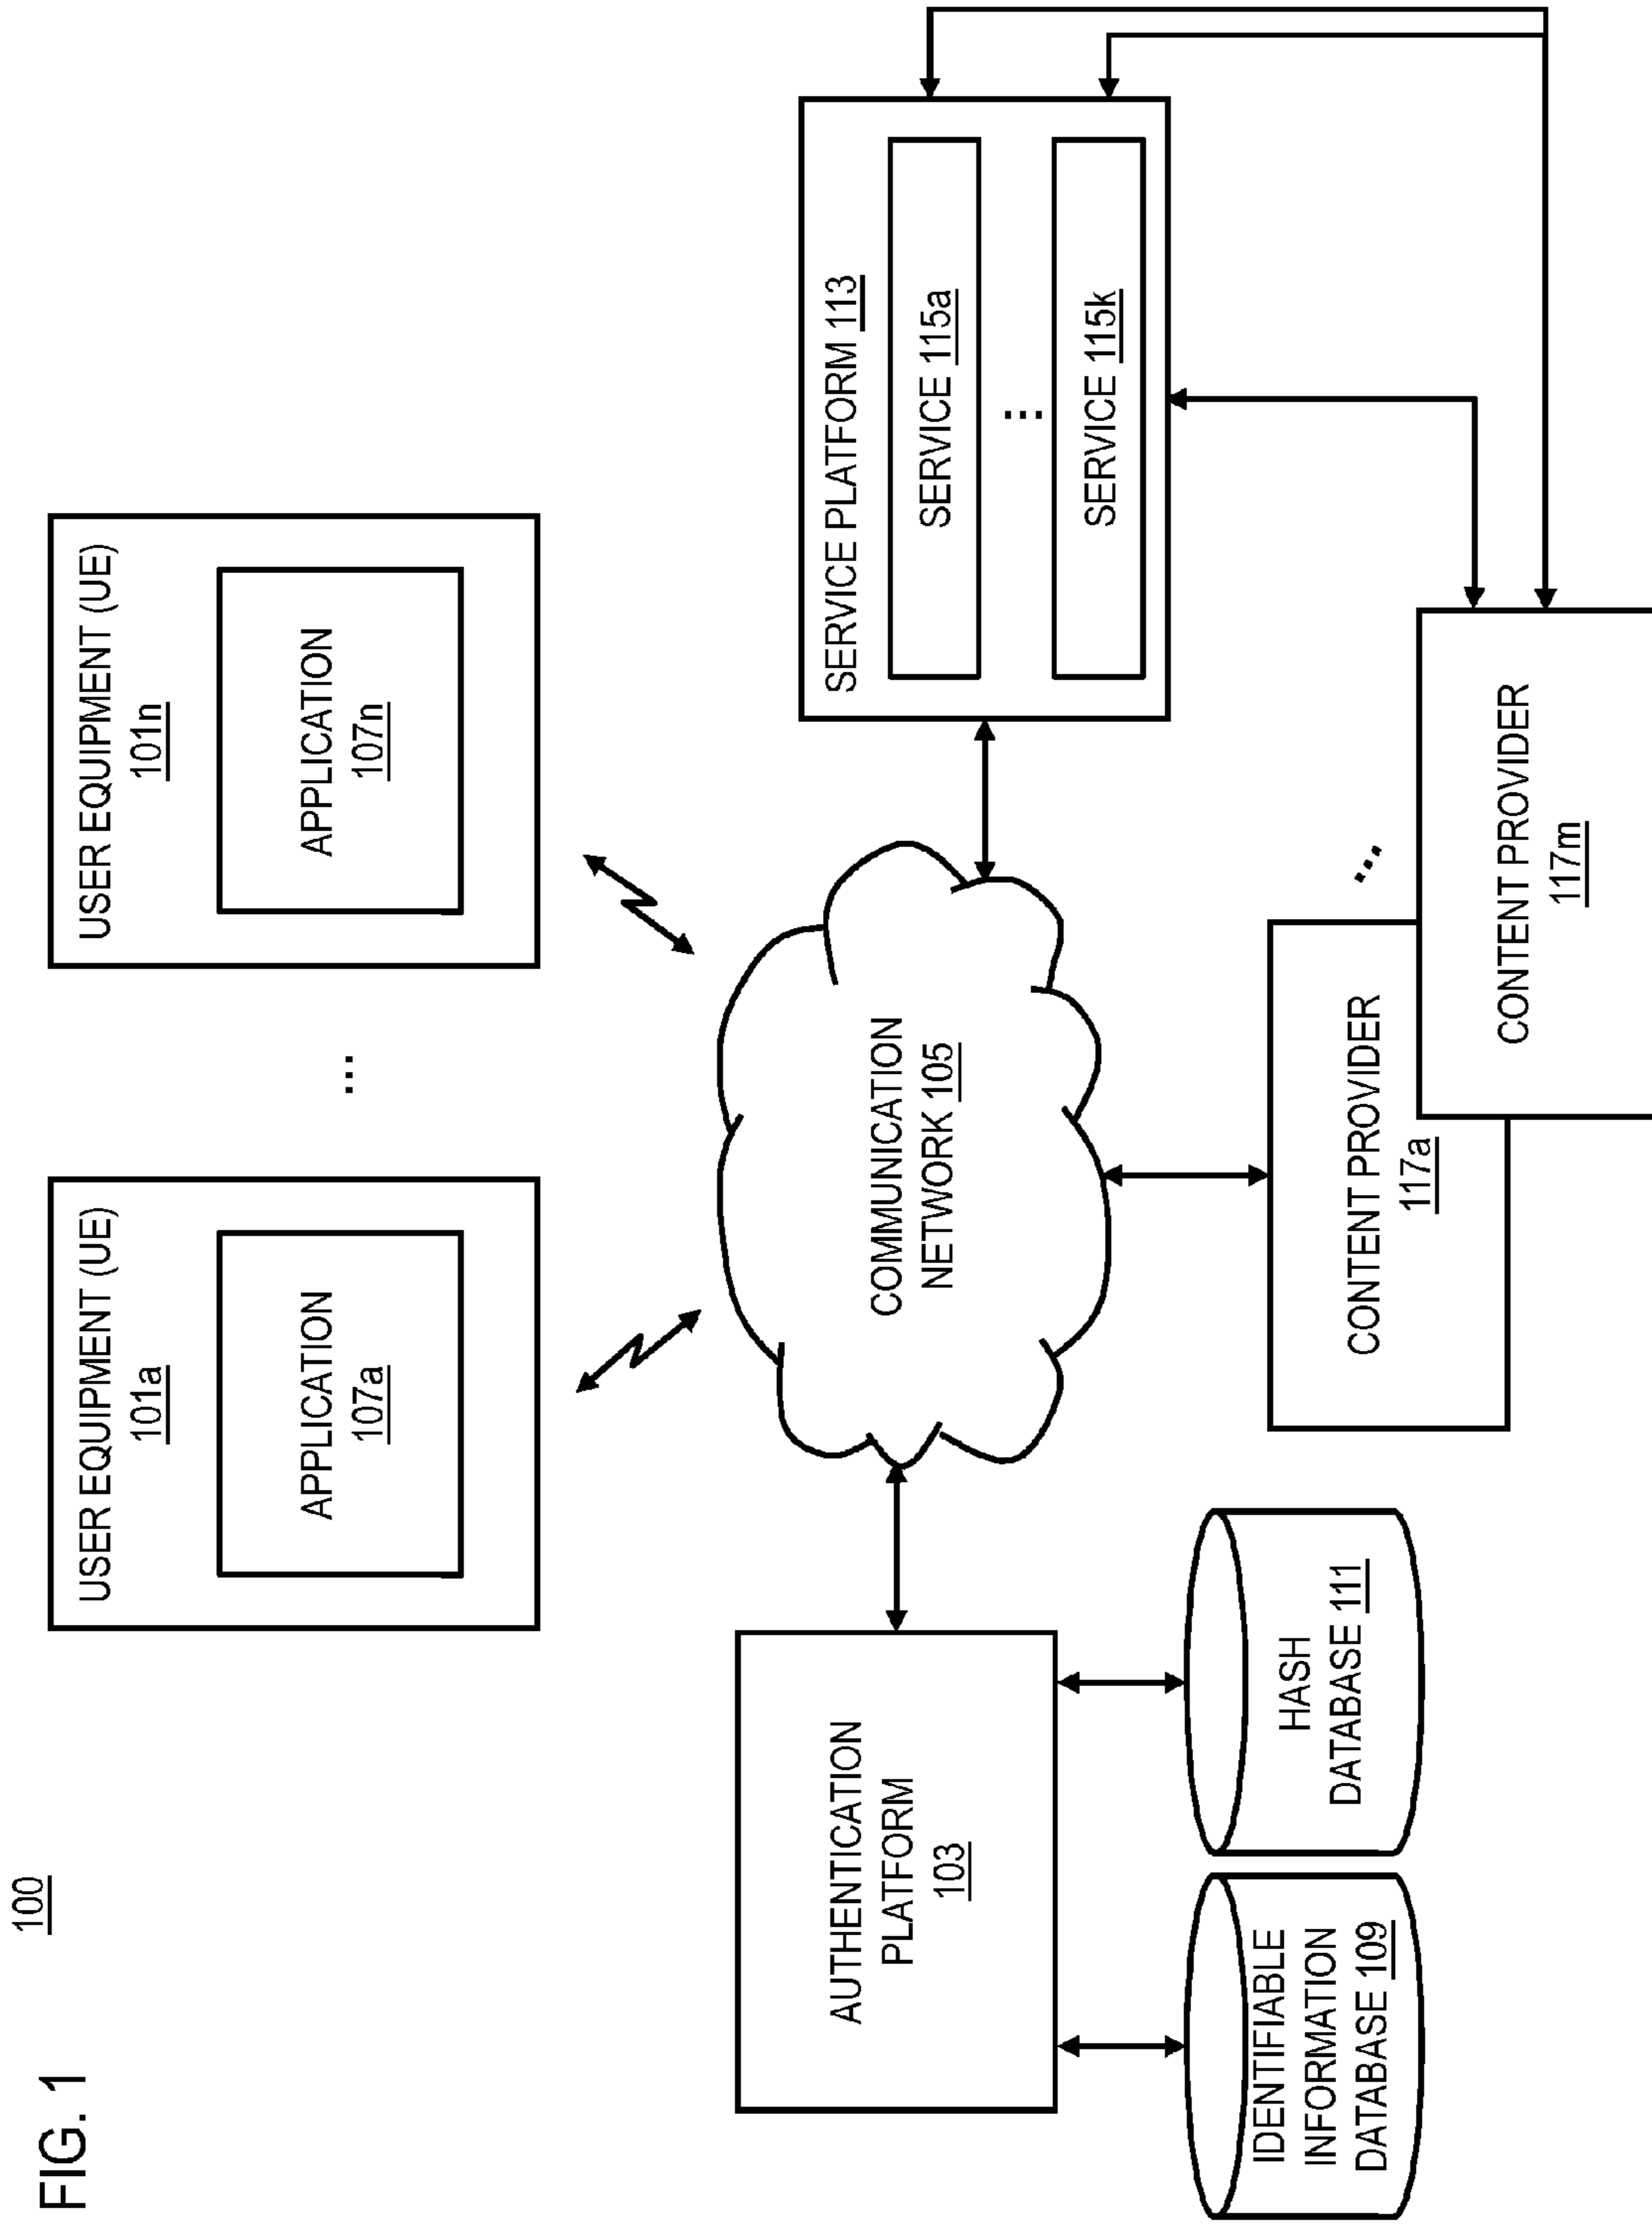 FIG. 1
100
USER EQUIPMENT (UE)
101a
APPLICATION
107a
...
USER EQUIPMENT (UE)
101n
APPLICATION
107n
AUTHENTICATION
PLATFORM
103
COMMUNICATION
NETWORK 105
SERVICE PLATFORM 113
SERVICE 115a
...
SERVICE 115k
IDENTIFIABLE
INFORMATION
DATABASE 109
HASH
DATABASE 111
CONTENT PROVIDER
117a
...
CONTENT PROVIDER
117m